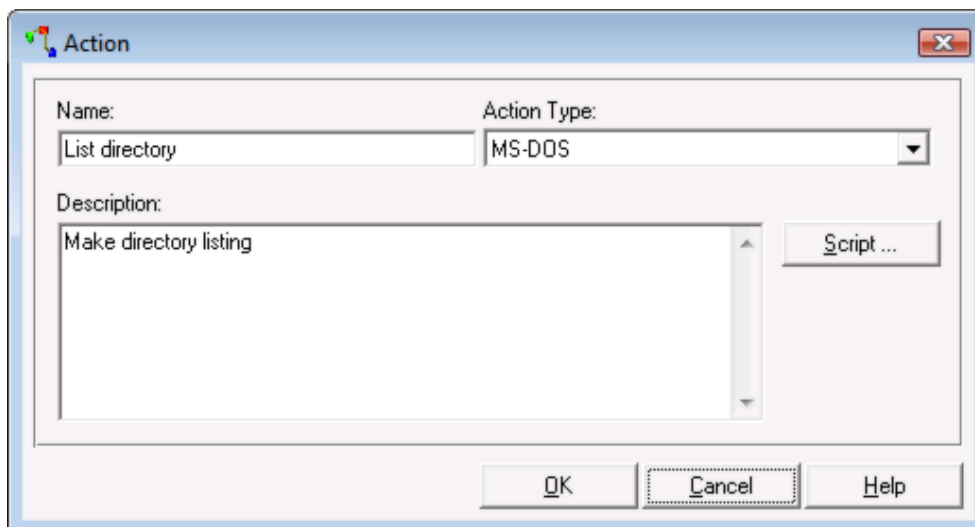 Action
Name:
Action Type:
List directory
MS-DOS
Description:
Make directory listing
Script ...
OK
Cancel
Help